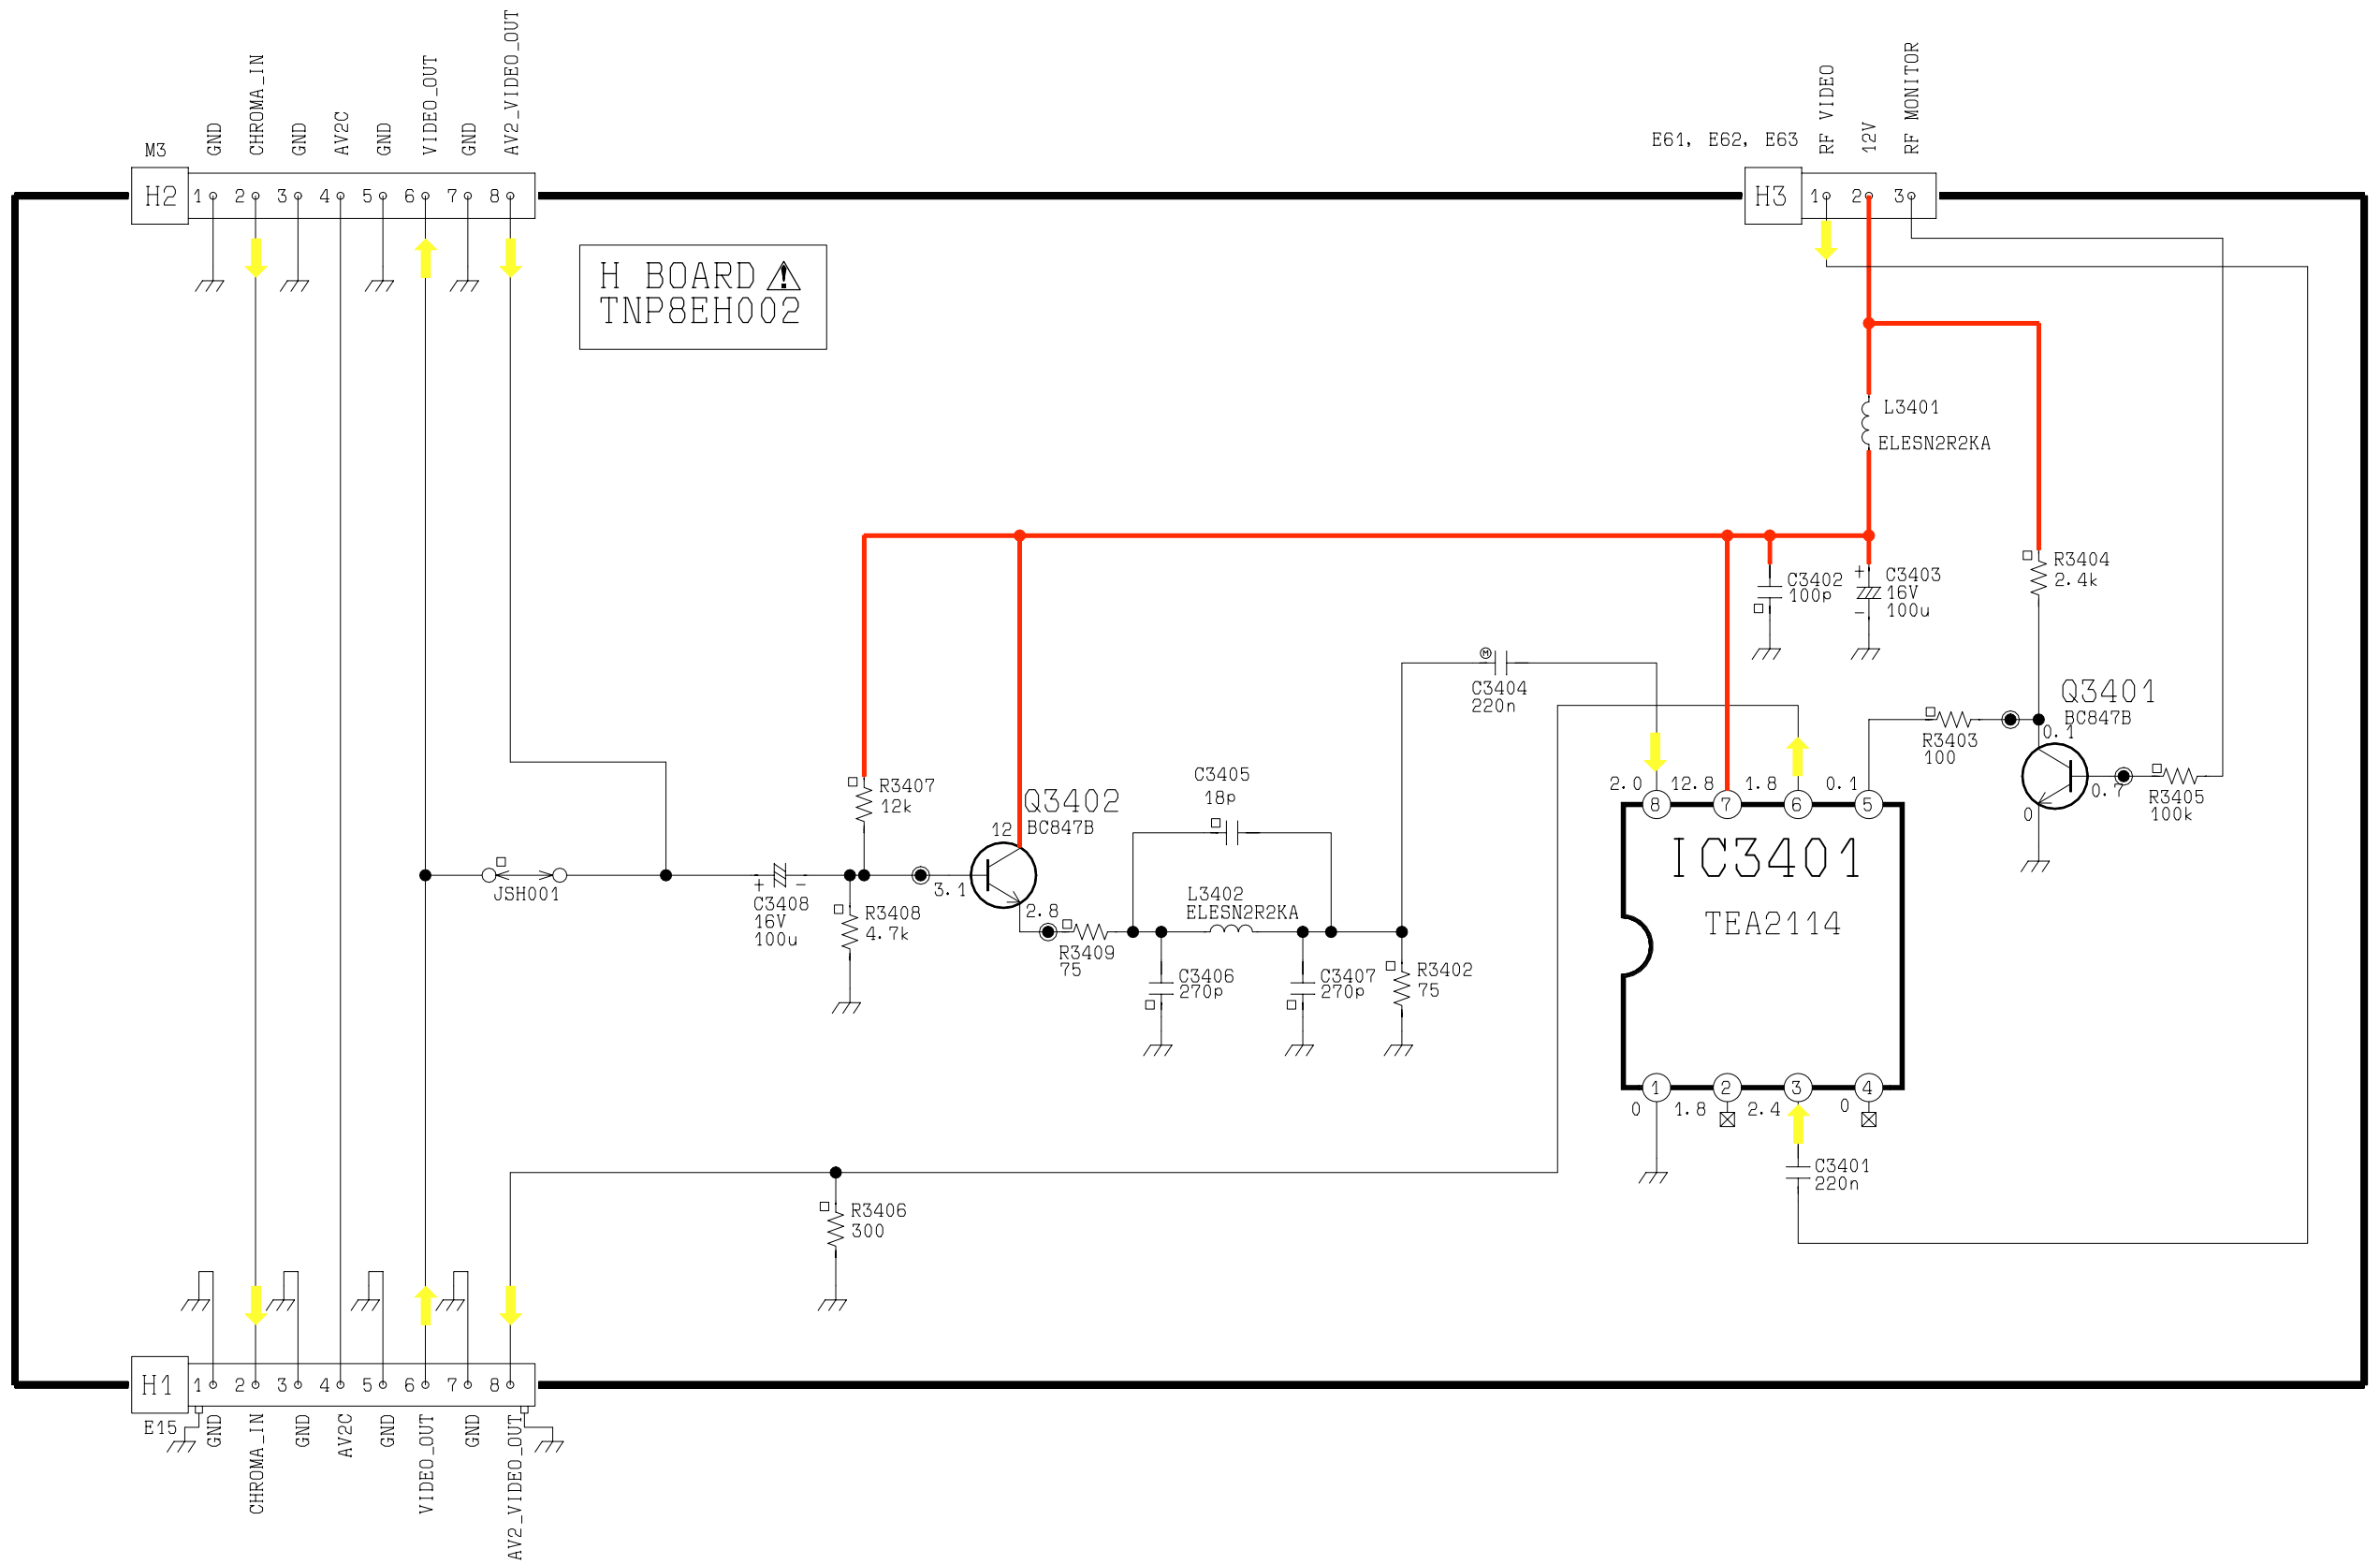 GND
CHROMA_IN
GND
AV2C
GND
VIDEO_OUT
GND
AV2_VIDEO_OUT
M3
H2 1 2 3 4 5 6 7 8
E61, E62, E63
RF VIDEO
12V
RF MONITOR
H3 1 2 3
H BOARD
TNP8EH002
L3401
ELESN2R2KA
C3402
100p
+ C3403
16V
- 100u
R3404
2.4k
M
C3404
220n
Q3401
BC847B
0.1
R3403
100
0.7
R3405
100k
0
R3407
12k
Q3402
12 BC847B
3.1
2.8
C3405
18p
L3402
ELESN2R2KA
JSH001
+ -
C3408
16V
100u
R3408
4.7k
R3409
75
C3406
270p
C3407
270p
R3402
75
2.0 12.8 1.8 0.1
8 7 6 5
IC3401
TEA2114
1 2 3 4
0 1.8 2.4 0
C3401
220n
R3406
300
H1 1 2 3 4 5 6 7 8
E15
GND
CHROMA_IN
GND
AV2C
GND
VIDEO_OUT
GND
AV2_VIDEO_OUT